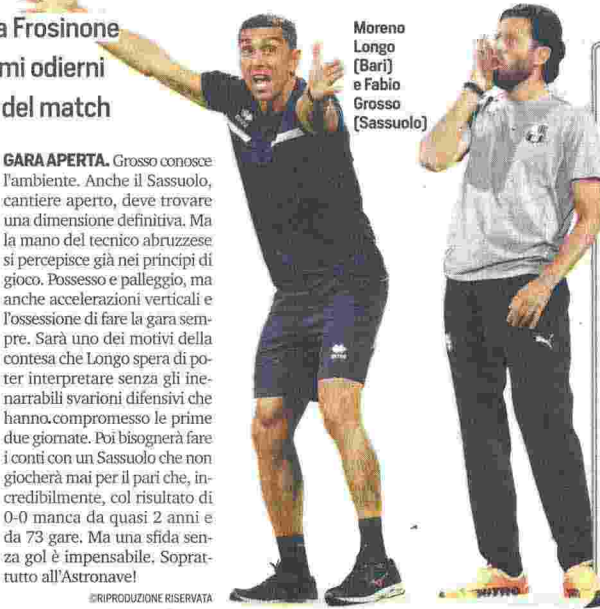 a Frosinone
mi odierni
del match
Moreno
Longo
(Bari)
e Fabio
Grosso
(Sassuolo)
GARA APERTA. Grosso conosce
l'ambiente. Anche il Sassuolo,
cantiere aperto, deve trovare
una dimensione definitiva. Ma
la mano del tecnico abruzzese
si percepisce già nei principi di
gioco. Possesso e palleggio, ma
anche accelerazioni verticali e
l'ossessione di fare la gara sem-
pre. Sarà uno dei motivi della
contesa che Longo spera di po-
ter interpretare senza gli ine-
narrabili svarioni difensivi che
hanno compromesso le prime
due giornate. Poi bisognerà fare
i conti con un Sassuolo che non
giocherà mai per il pari che, in-
credibilmente, col risultato di
0-0 manca da quasi 2 anni e
da 73 gare. Ma una sfida sen-
za gol è impensabile. Soprat-
tutto all'Astronave!
©RIPRODUZIONE RISERVATA